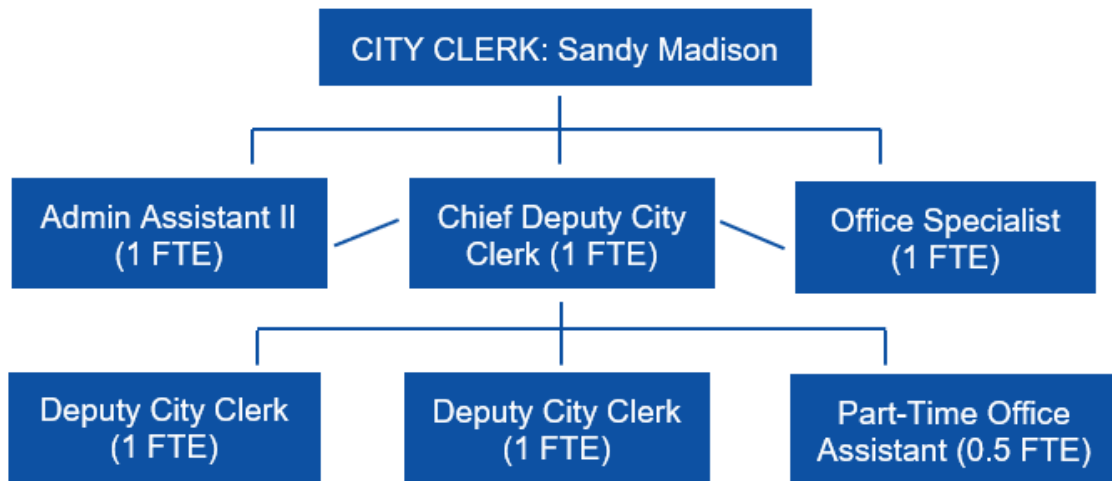 CITY CLERK: Sandy Madison
Admin Assistant II
(1 FTE)
Chief Deputy City
Clerk (1 FTE)
Office Specialist
(1 FTE)
Deputy City Clerk
(1 FTE)
Deputy City Clerk
(1 FTE)
Part-Time Office
Assistant (0.5 FTE)